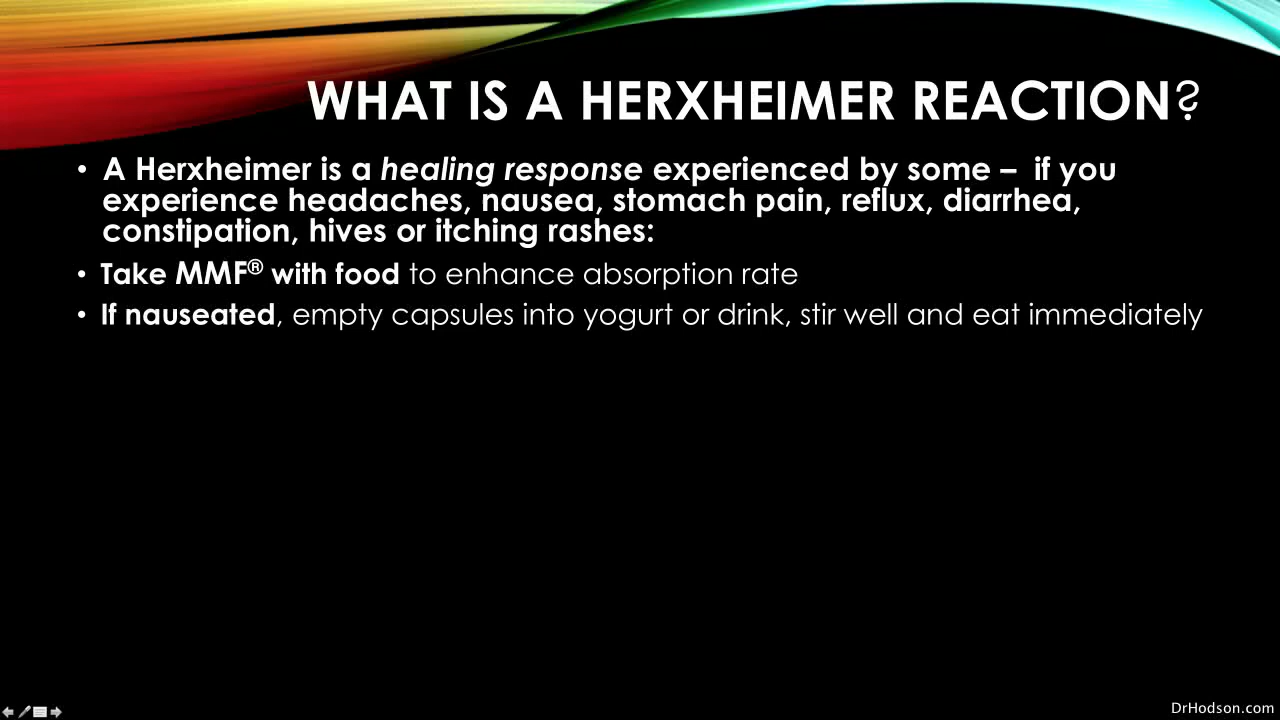 WHAT IS A HERXHEIMER REACTION?
• A Herxheimer is a healing response experienced by some – if you
experience headaches, nausea, stomach pain, reflux, diarrhea,
constipation, hives or itching rashes:
• Take MMF® with food to enhance absorption rate
• If nauseated, empty capsules into yogurt or drink, stir well and eat immediately
DrHodson.com